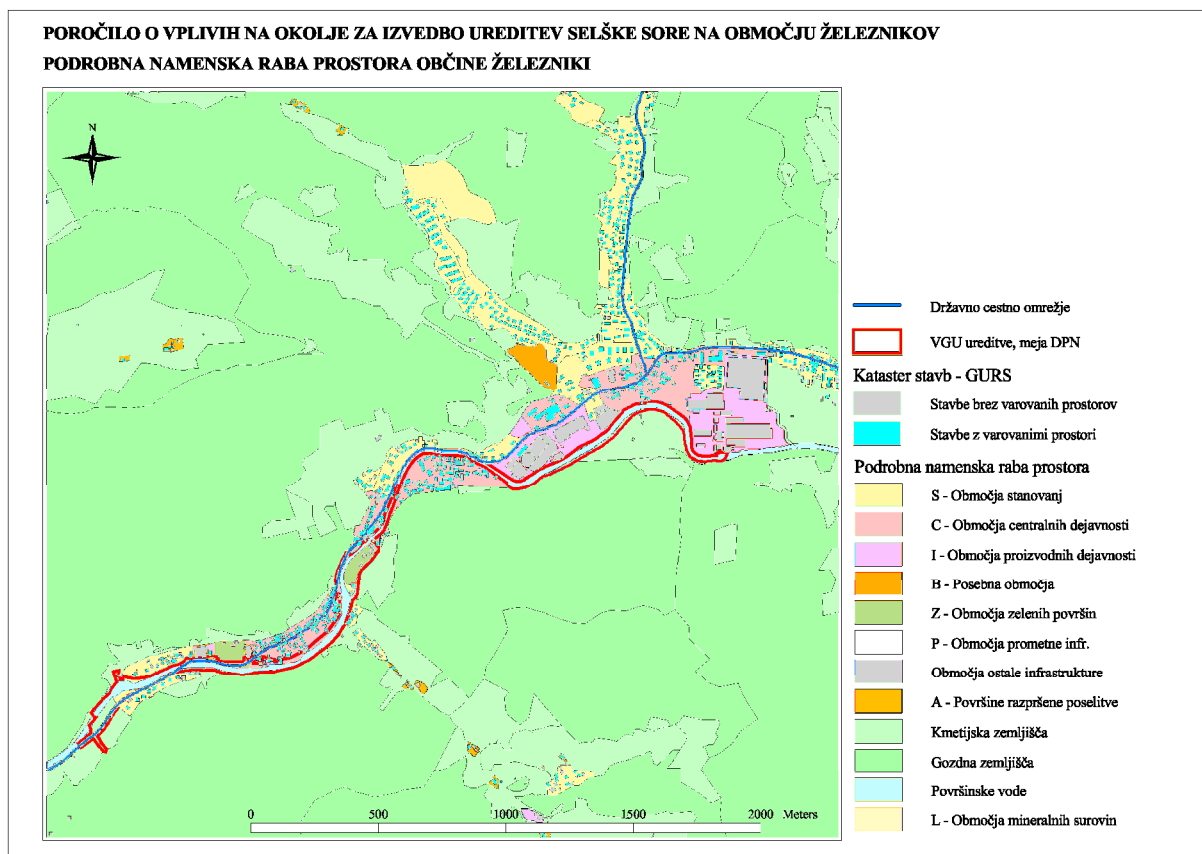 POROČILO O VPLIVIH NA OKOLJE ZA IZVEDBO UREDITEV SELŠKE SORE NA OBMOČJU ŽELEZNIKOV
PODROBNA NAMENSKA RABA PROSTORA OBČINE ŽELEZNIKI
N
Državno cestno omrežje
VGU ureditve, meja DPN
Kataster stavb - GURS
Stavbe brez varovanih prostorov
Stavbe z varovanimi prostori
Podrobna namenska raba prostora
S - Območja stanovanj
C - Območja centralnih dejavnosti
I - Območja proizvodnih dejavnosti
B - Posebna območja
Z - Območja zelenih površin
P - Območja prometne infr.
Območja ostale infrastrukture
A - Površine razpršene poselitve
Kmetijska zemljišča
Gozdna zemljišča
Površinske vode
L - Območja mineralnih surovin
0 500 1000 1500 2000 Meters